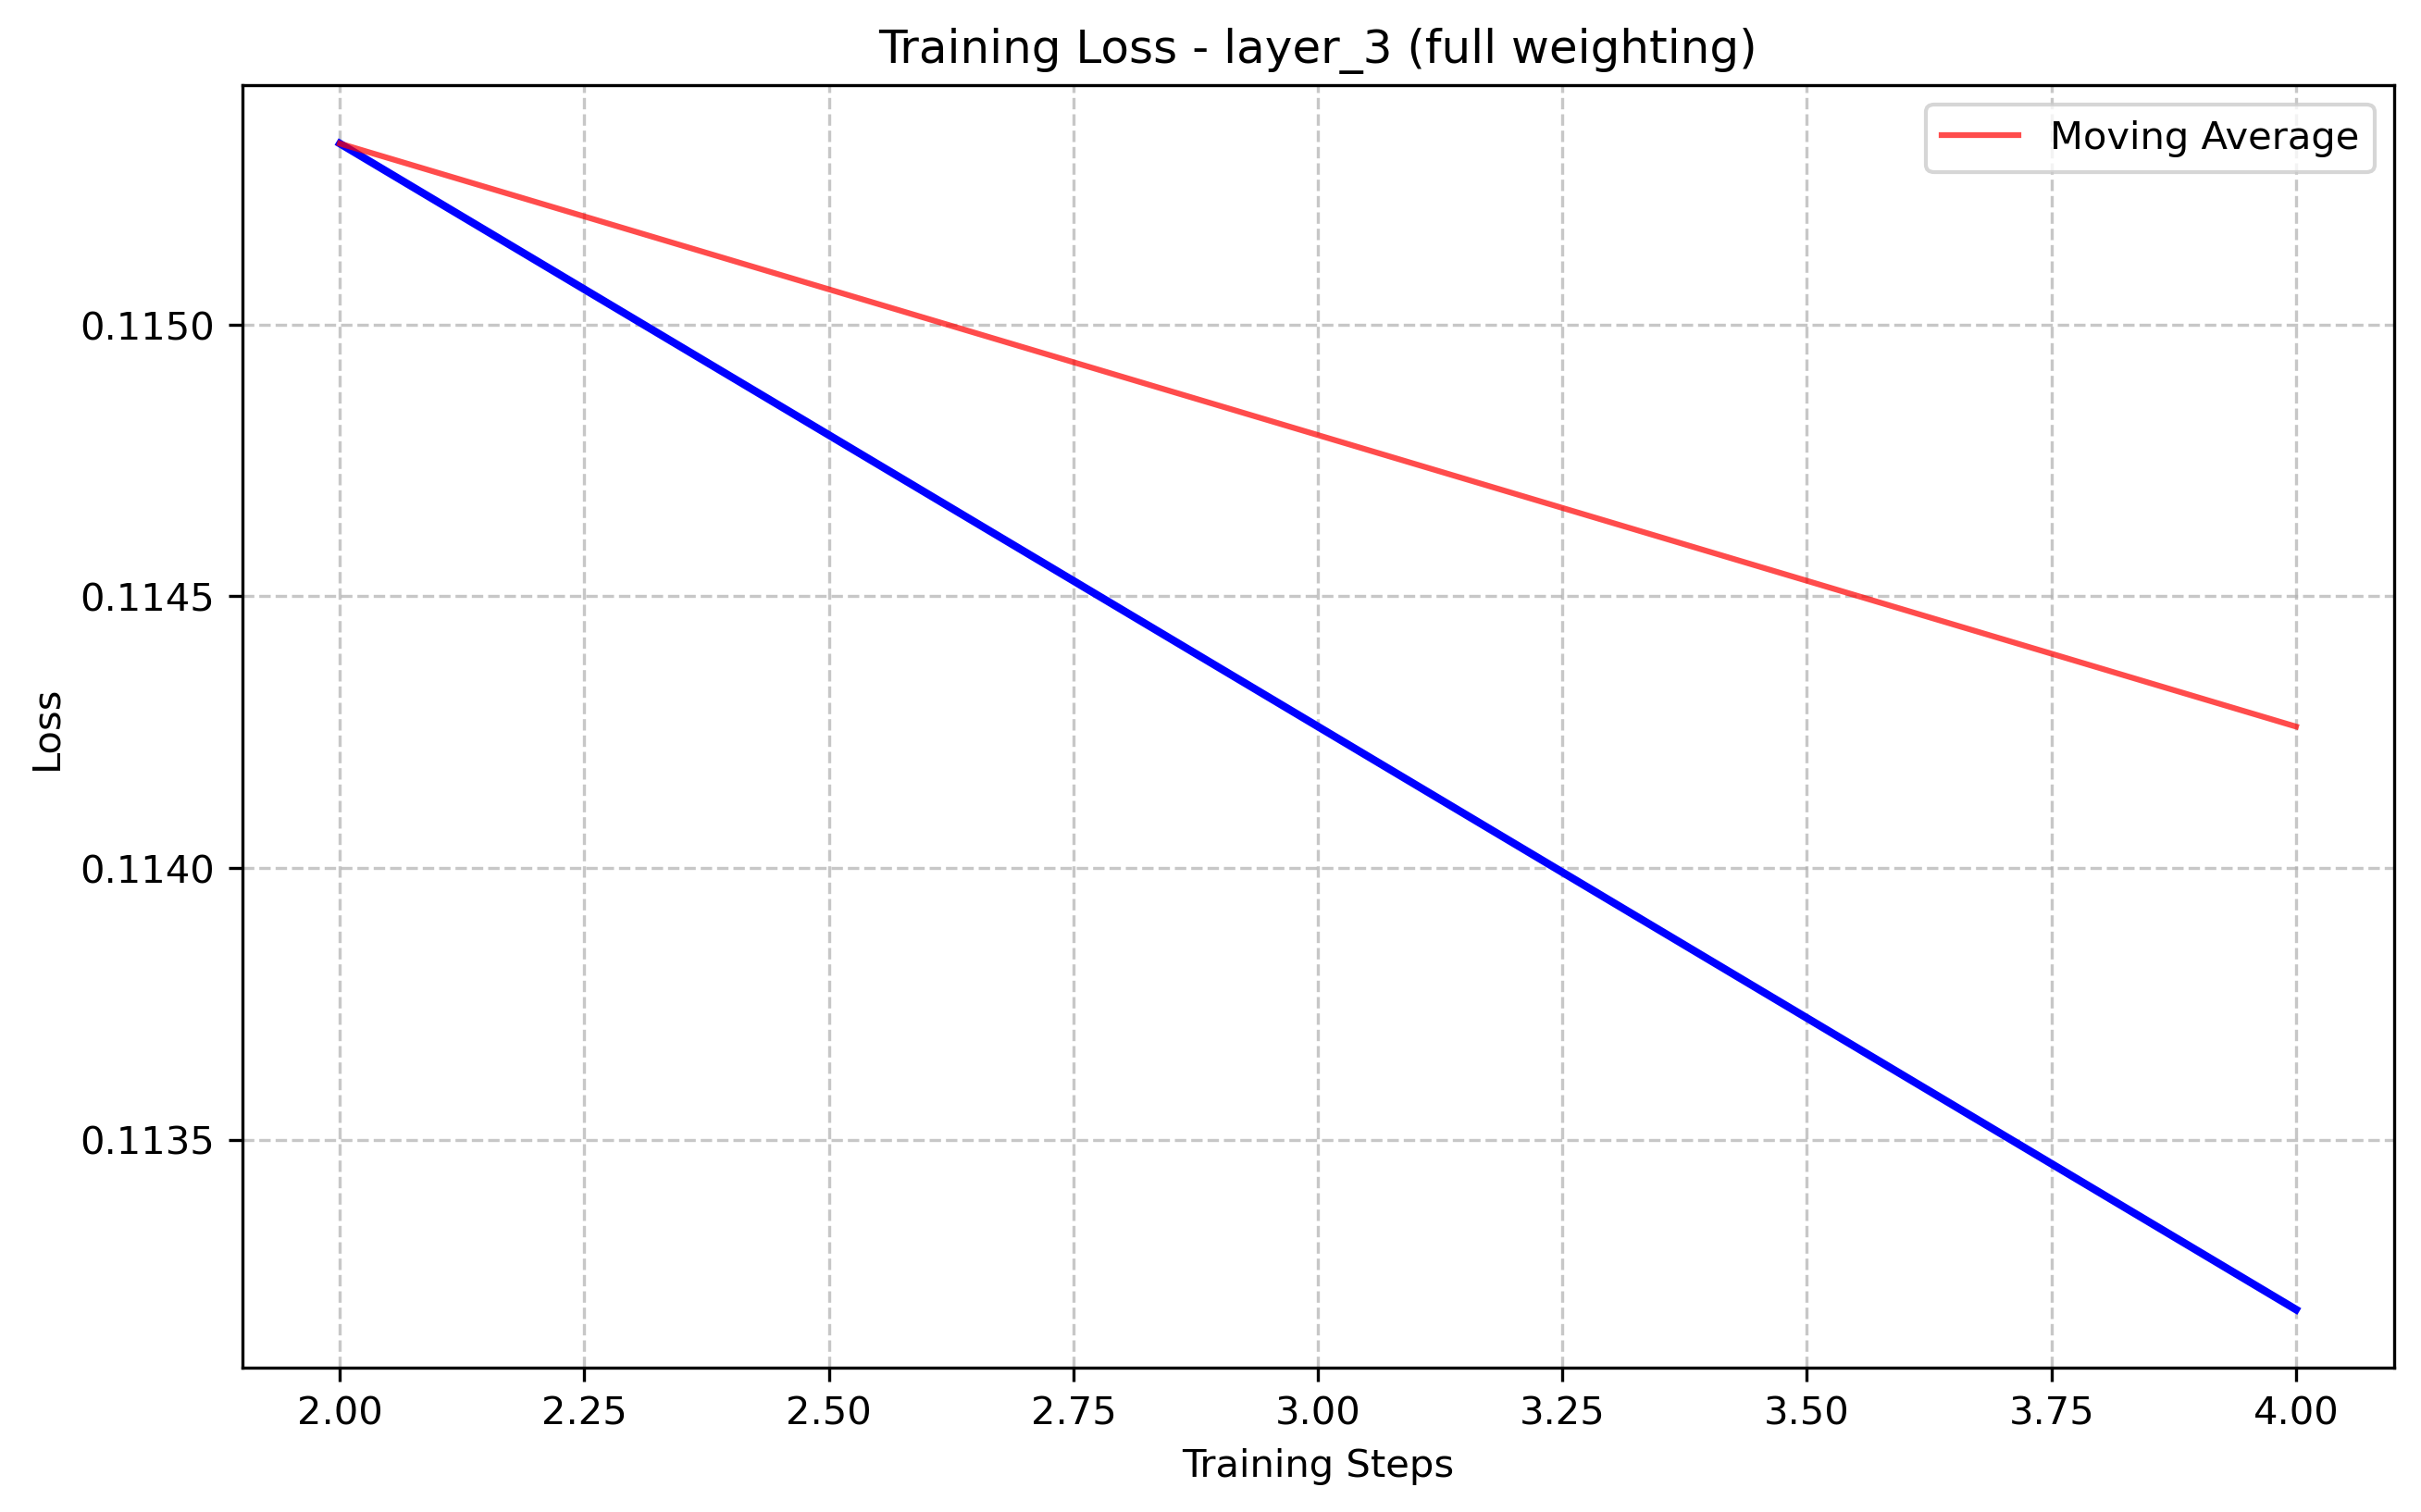 Training Loss - layer_3 (full weighting)
Moving Average
0.1150
0.1145
0.1140
0.1135
Loss
2.00 2.25 2.50 2.75 3.00 3.25 3.50 3.75 4.00
Training Steps